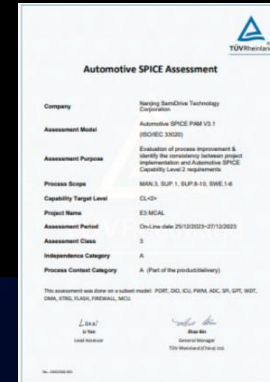 TÜVRheinland
Automotive SPICE Assessment
Company
Nanjing SemiDrive Technology
Corporation
Assessment Model
Automotive SPICE PAM V3.1
(ISO/IEC 33020)
Assessment Purpose
Evaluation of process improvement &
identify the consistency between project
implementation and Automotive SPICE
Capability Level 2 requirements
Process Scope
MAN.3, SUP.1, SUP.8-10, SWE.1-6
Capability Target Level
CL<2>
Project Name
E3 MCAL
Assessment Period
On-Line date 25/12/2023~27/12/2023
Assessment Class
3
Independence Category
A
Process Context Category
A (Part of the product/delivery)
This assessment was done on a subset model: PORT, DIO, ICU, PWM, ADC, SPI, GPT, WDT,
DMA, XTRG, FLASH, FIREWALL, MCU.
Li Yan
Lead Assessor
General Manager
TÜV Rheinland (China) Ltd.